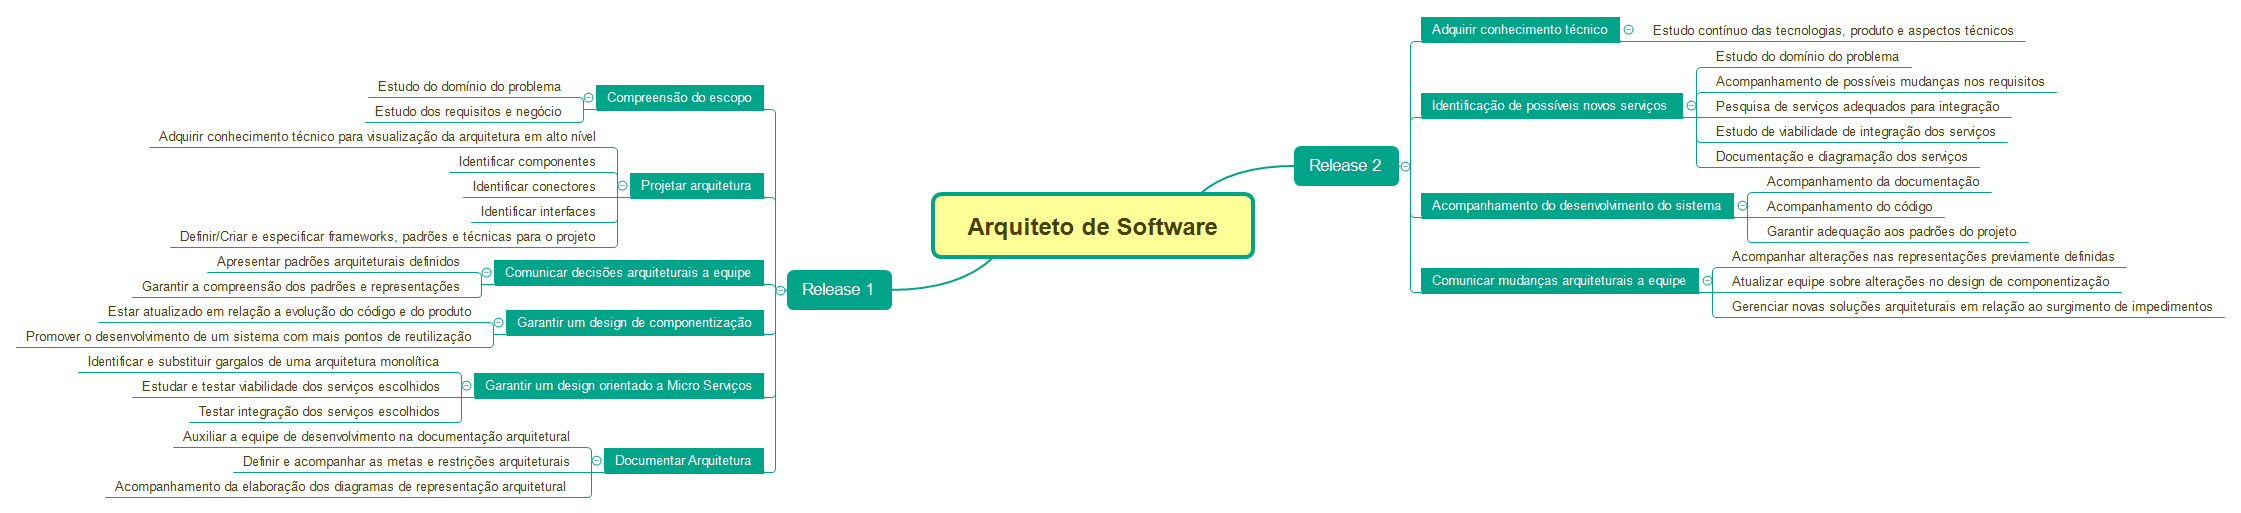 Arquiteto de Software
Release 1
Compreensão do escopo
Estudo do domínio do problema
Estudo dos requisitos e negócio
Projetar arquitetura
Adquirir conhecimento técnico para visualização da arquitetura em alto nível
Identificar componentes
Identificar conectores
Identificar interfaces
Definir/Criar e especificar frameworks, padrões e técnicas para o projeto
Comunicar decisões arquiteturais a equipe
Apresentar padrões arquiteturais definidos
Garantir a compreensão dos padrões e representações
Garantir um design de componentização
Estar atualizado em relação a evolução do código e do produto
Promover o desenvolvimento de um sistema com mais pontos de reutilização
Garantir um design orientado a Micro Serviços
Identificar e substituir gargalos de uma arquitetura monolítica
Estudar e testar viabilidade dos serviços escolhidos
Testar integração dos serviços escolhidos
Documentar Arquitetura
Auxiliar a equipe de desenvolvimento na documentação arquitetural
Definir e acompanhar as metas e restrições arquiteturais
Acompanhamento da elaboração dos diagramas de representação arquitetural
Release 2
Adquirir conhecimento técnico
Estudo contínuo das tecnologias, produto e aspectos técnicos
Identificação de possíveis novos serviços
Estudo do domínio do problema
Acompanhamento de possíveis mudanças nos requisitos
Pesquisa de serviços adequados para integração
Estudo de viabilidade de integração dos serviços
Documentação e diagramação dos serviços
Acompanhamento do desenvolvimento do sistema
Acompanhamento da documentação
Acompanhamento do código
Garantir adequação aos padrões do projeto
Comunicar mudanças arquiteturais a equipe
Acompanhar alterações nas representações previamente definidas
Atualizar equipe sobre alterações no design de componentização
Gerenciar novas soluções arquiteturais em relação ao surgimento de impedimentos